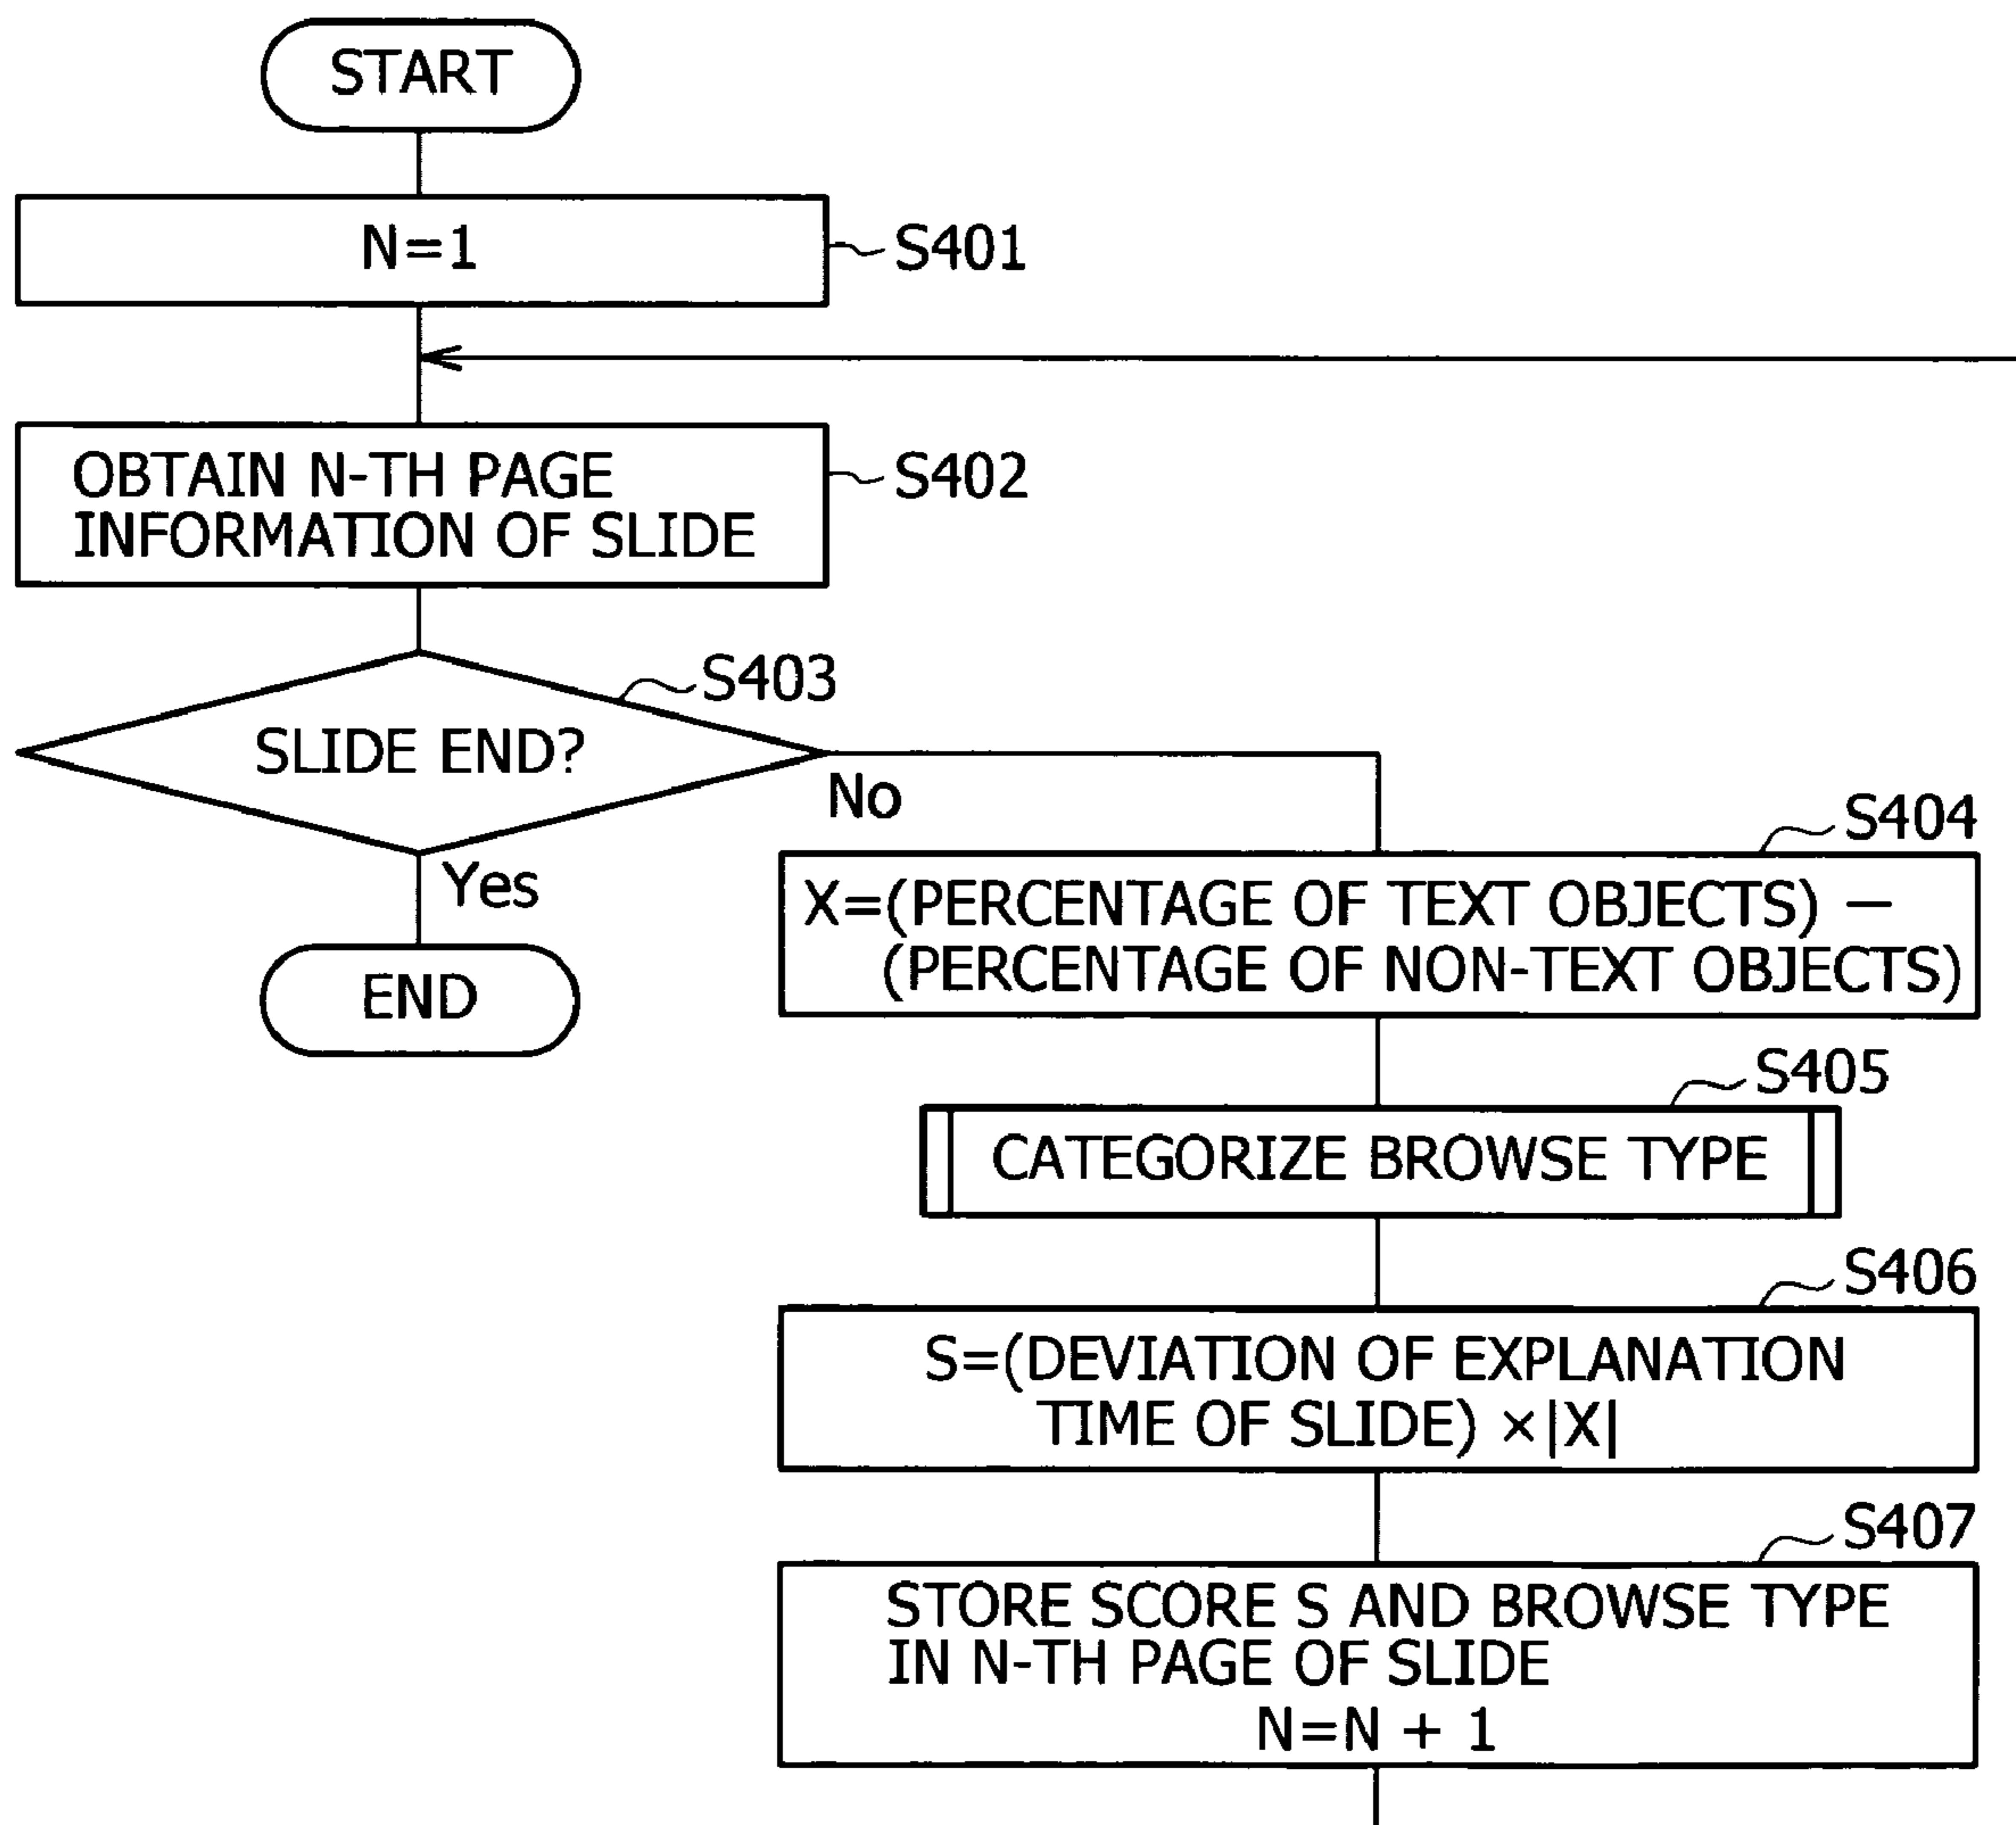 START
N=1
S401
OBTAIN N-TH PAGE
INFORMATION OF SLIDE
S402
SLIDE END?
S403
No
Yes
END
S404
X=(PERCENTAGE OF TEXT OBJECTS) —
(PERCENTAGE OF NON-TEXT OBJECTS)
S405
CATEGORIZE BROWSE TYPE
S406
S=(DEVIATION OF EXPLANATION
TIME OF SLIDE) ×|X|
S407
STORE SCORE S AND BROWSE TYPE
IN N-TH PAGE OF SLIDE
N=N + 1